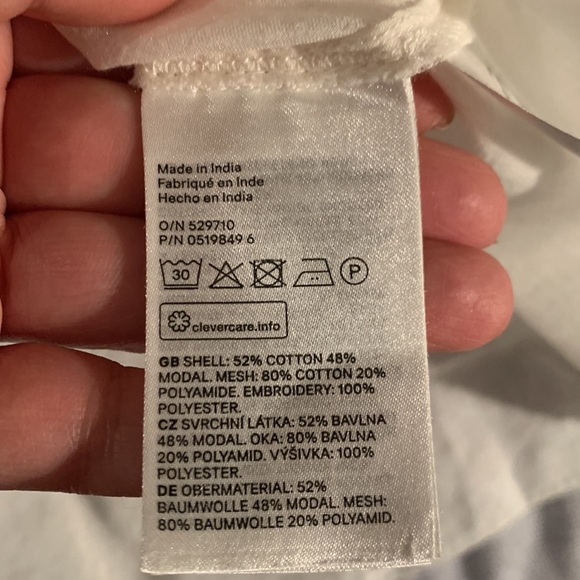 Made in India
Fabriqué en Inde
Hecho en India
O/N 529710
P/N 0519849 6
30 P
clevercare.info
GB SHELL: 52% COTTON 48%
MODAL. MESH: 80% COTTON 20%
POLYAMIDE. EMBROIDERY: 100%
POLYESTER.
CZ SVRCHNÍ LÁTKA: 52% BAVLNA
48% MODAL. OKA: 80% BAVLNA
20% POLYAMID. VÝŠIVKA: 100%
POLYESTER.
DE OBERMATERIAL: 52%
BAUMWOLLE 48% MODAL. MESH:
80% BAUMWOLLE 20% POLYAMID.